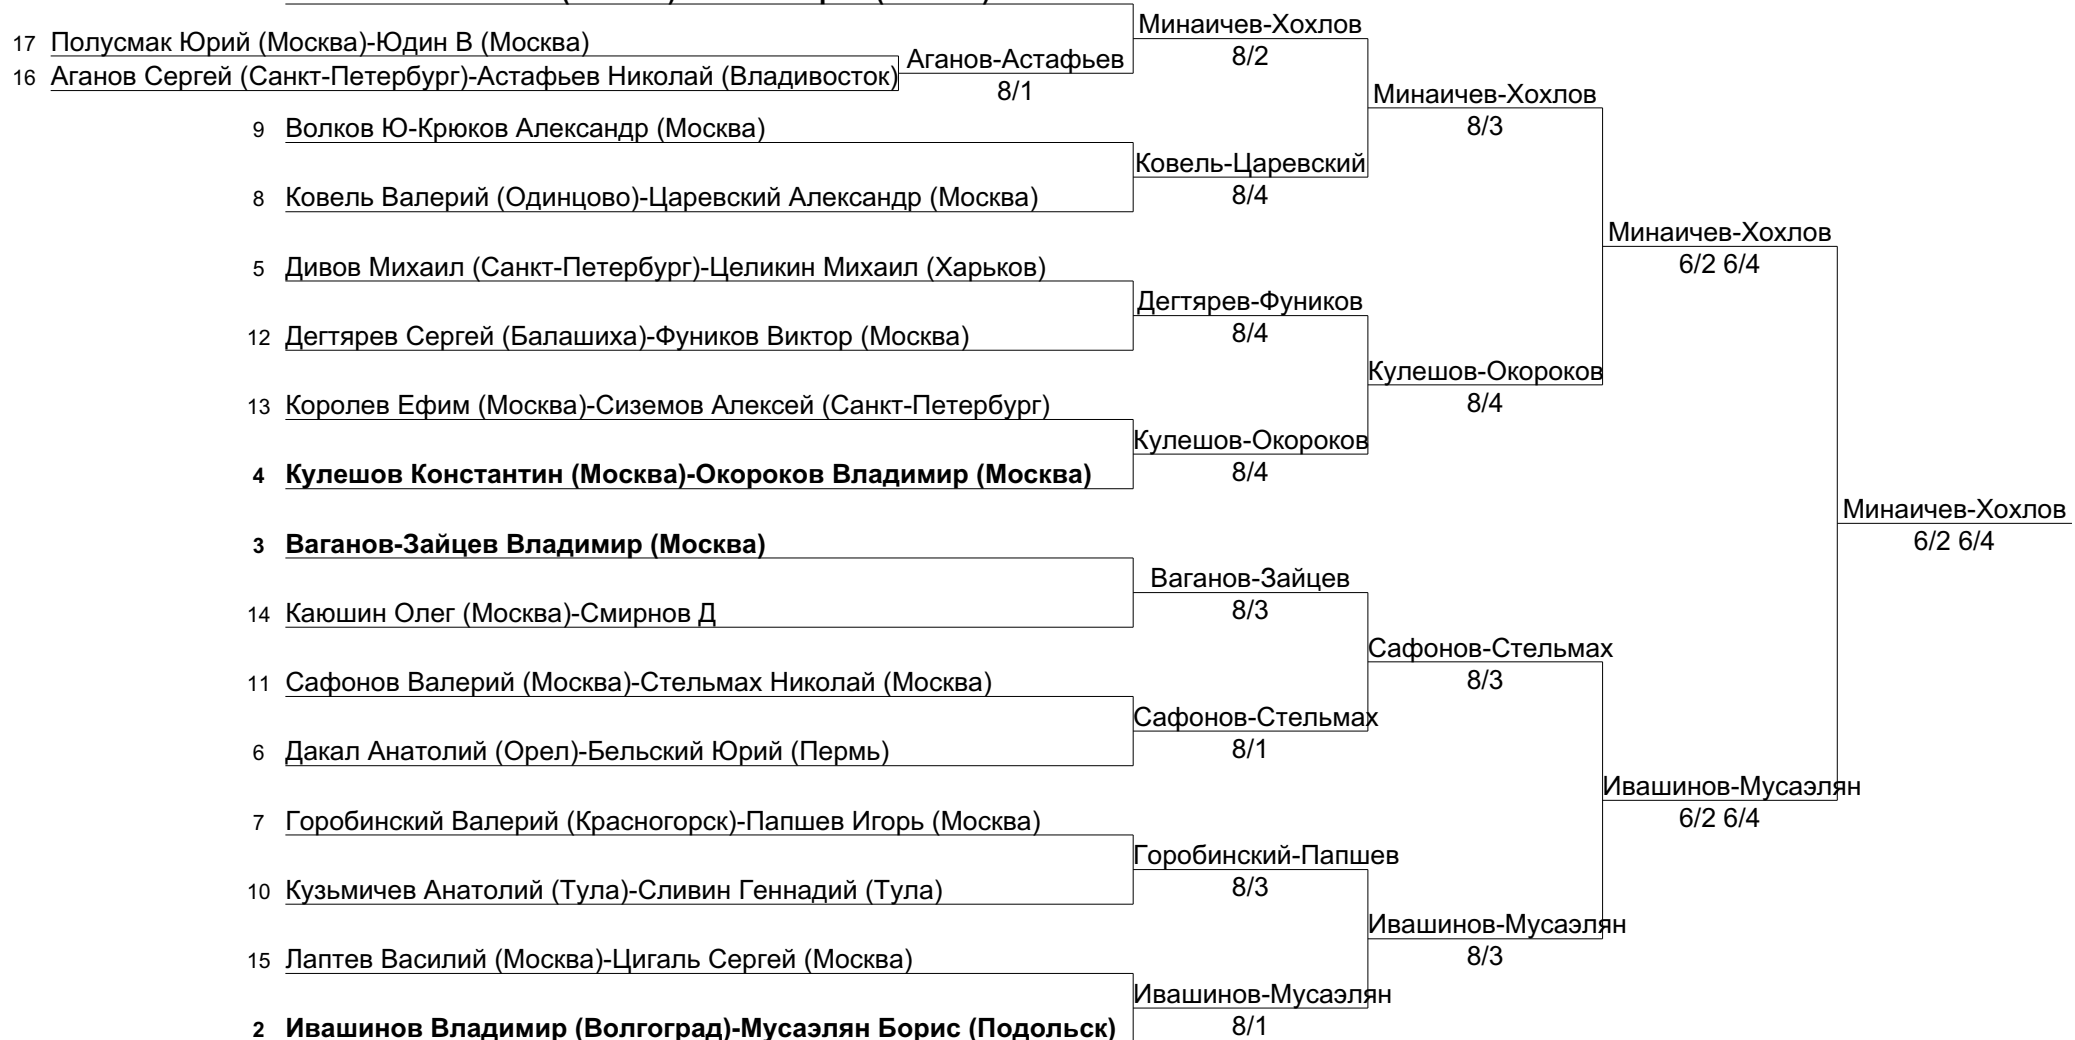 Минаичев-Хохлов
17 Полусмак Юрий (Москва)-Юдин В (Москва)
Аганов-Астафьев
8/2
16 Аганов Сергей (Санкт-Петербург)-Астафьев Николай (Владивосток)
8/1
Минаичев-Хохлов
9 Волков Ю-Крюков Александр (Москва)
8/3
Ковель-Царевский
8 Ковель Валерий (Одинцово)-Царевский Александр (Москва)
8/4
Минаичев-Хохлов
5 Дивов Михаил (Санкт-Петербург)-Целикин Михаил (Харьков)
6/2 6/4
Дегтярев-Фуников
12 Дегтярев Сергей (Балашиха)-Фуников Виктор (Москва)
8/4
Кулешов-Окороков
13 Королев Ефим (Москва)-Сиземов Алексей (Санкт-Петербург)
8/4
Кулешов-Окороков
4 Кулешов Константин (Москва)-Окороков Владимир (Москва)
8/4
Минаичев-Хохлов
3 Ваганов-Зайцев Владимир (Москва)
6/2 6/4
Ваганов-Зайцев
14 Каюшин Олег (Москва)-Смирнов Д
8/3
Сафонов-Стельмах
11 Сафонов Валерий (Москва)-Стельмах Николай (Москва)
8/3
Сафонов-Стельмах
6 Дакал Анатолий (Орел)-Бельский Юрий (Пермь)
8/1
Ивашинов-Мусаэлян
7 Горобинский Валерий (Красногорск)-Папшев Игорь (Москва)
6/2 6/4
Горобинский-Папшев
10 Кузьмичев Анатолий (Тула)-Сливин Геннадий (Тула)
8/3
Ивашинов-Мусаэлян
15 Лаптев Василий (Москва)-Цигаль Сергей (Москва)
8/3
Ивашинов-Мусаэлян
2 Ивашинов Владимир (Волгоград)-Мусаэлян Борис (Подольск)
8/1